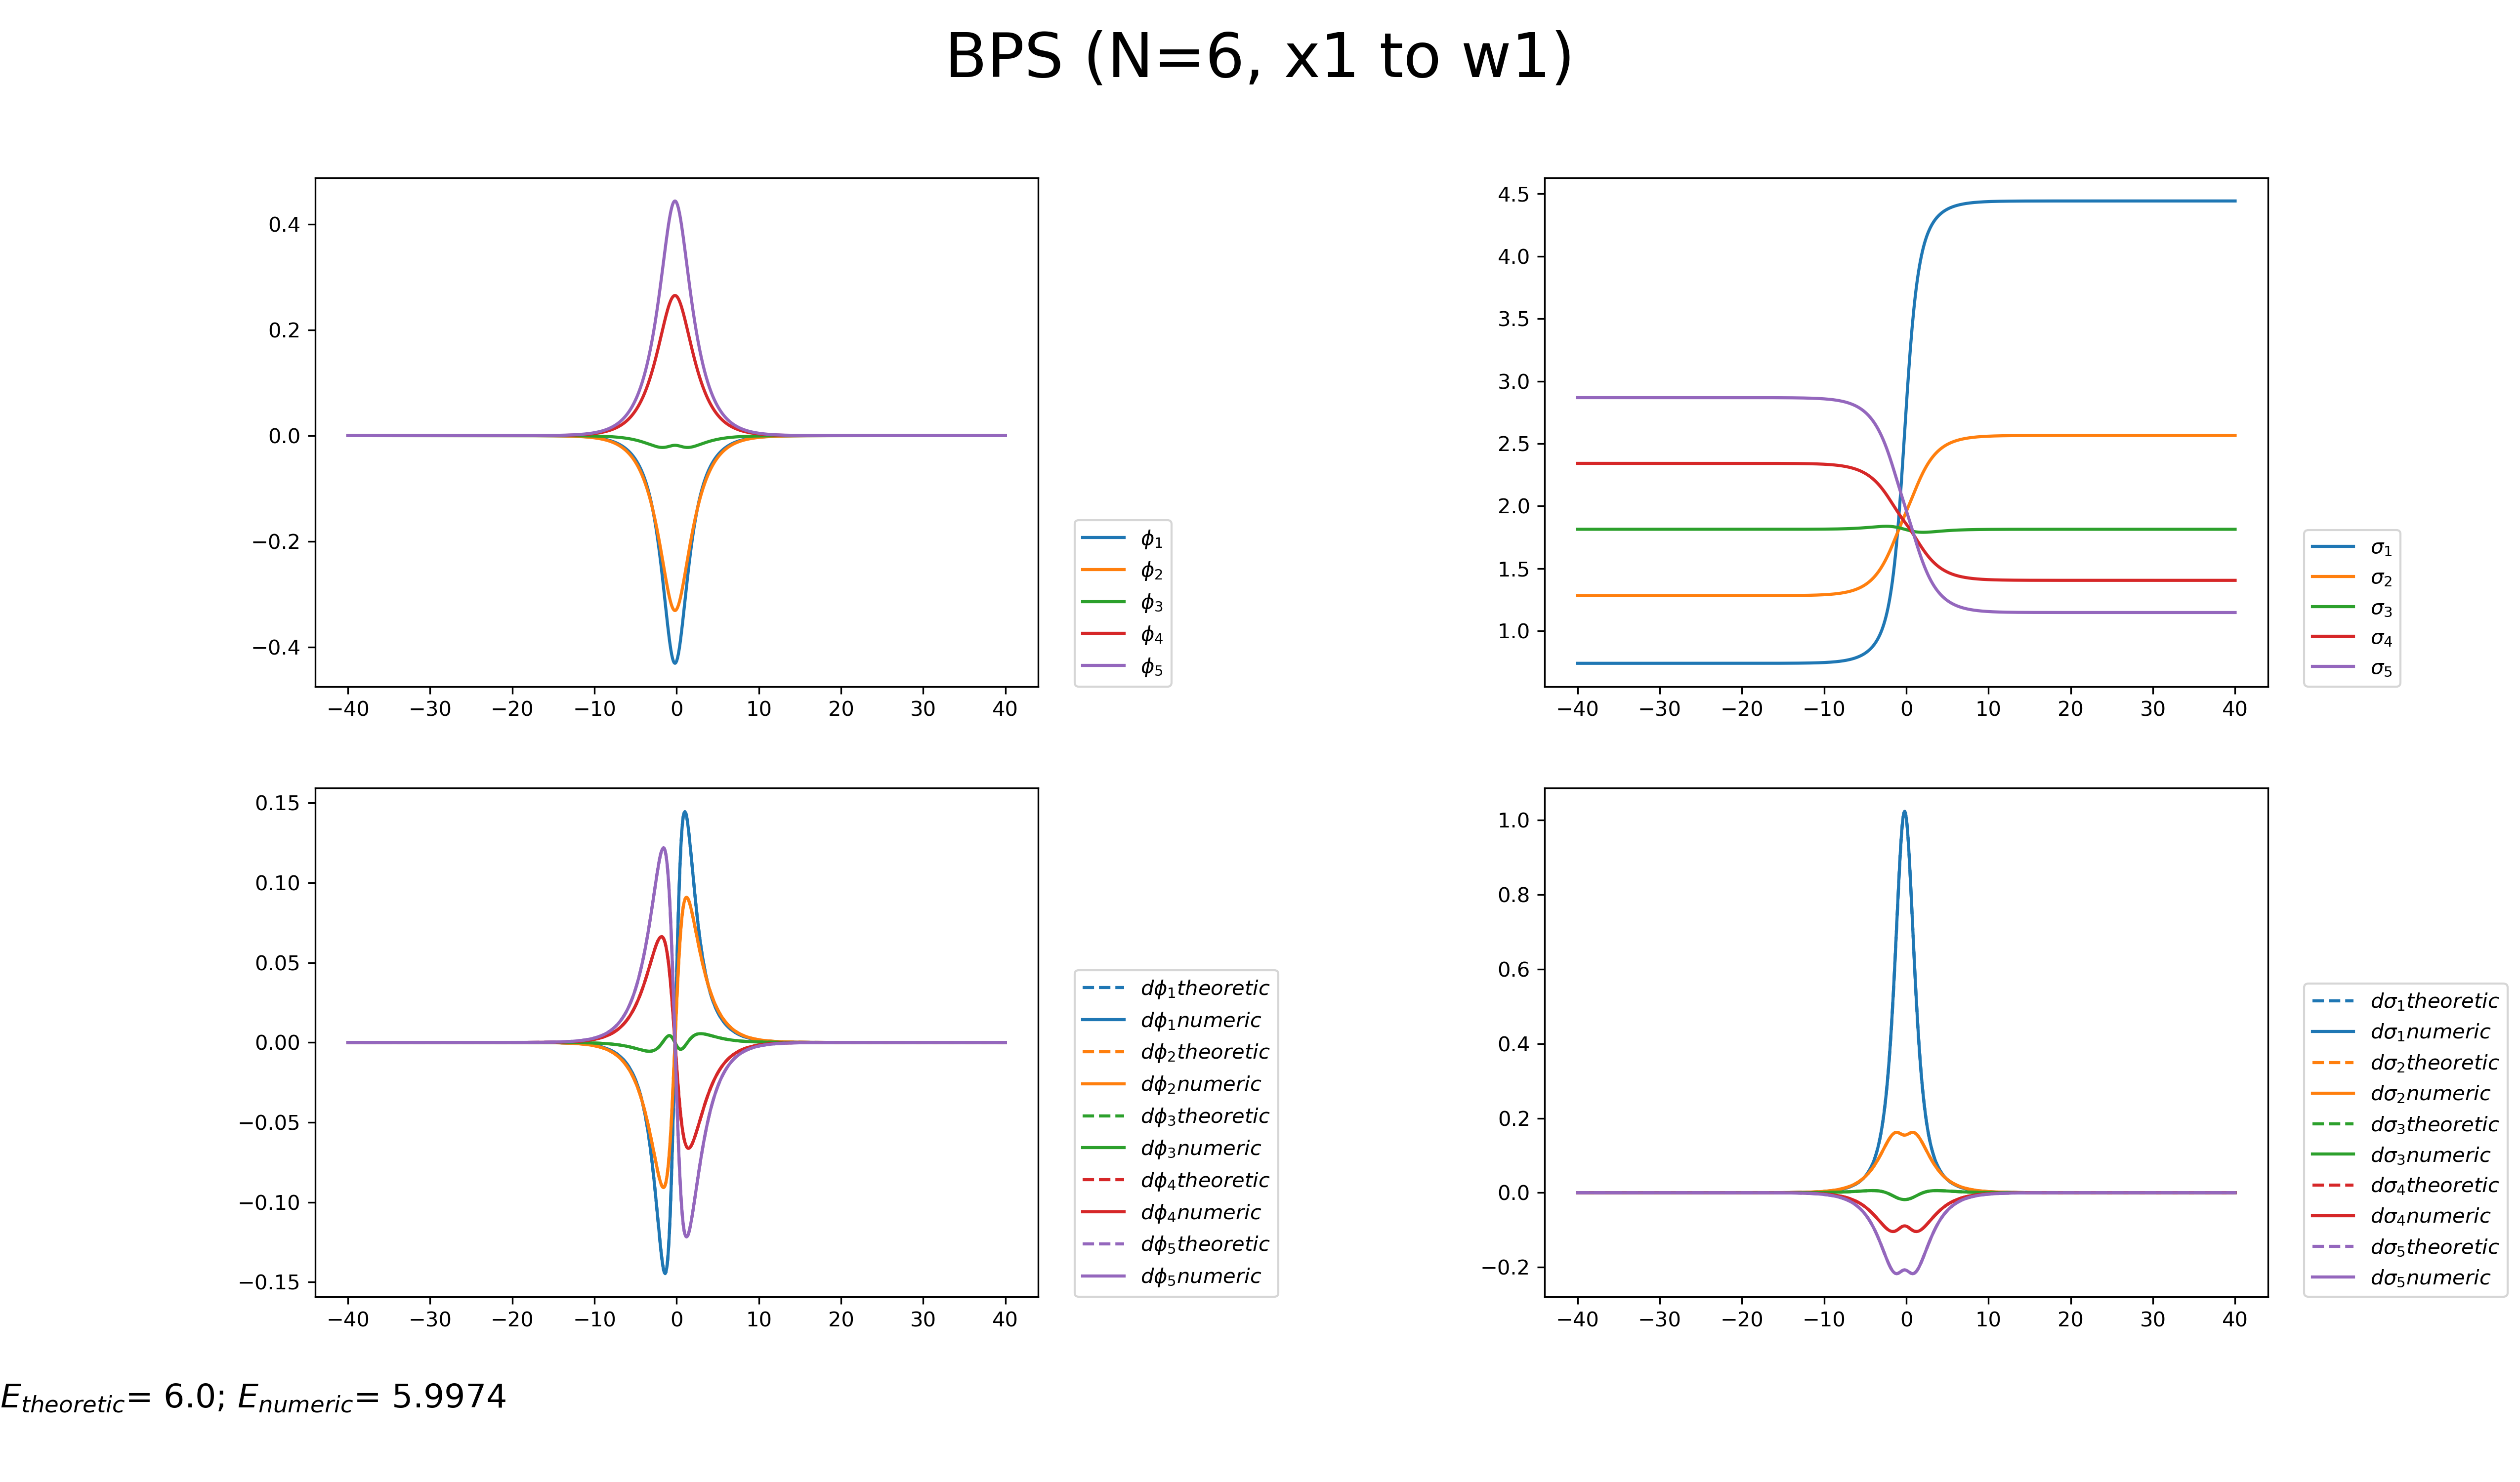 BPS (N=6, x1 to w1)
0.4
0.2
0.0
−0.2
−0.4
−40 −30 −20 −10 0 10 20 30 40
ϕ₁
ϕ₂
ϕ₃
ϕ₄
ϕ₅
4.5
4.0
3.5
3.0
2.5
2.0
1.5
1.0
−40 −30 −20 −10 0 10 20 30 40
σ₁
σ₂
σ₃
σ₄
σ₅
0.15
0.10
0.05
0.00
−0.05
−0.10
−0.15
−40 −30 −20 −10 0 10 20 30 40
dϕ₁theoretic
dϕ₁numeric
dϕ₂theoretic
dϕ₂numeric
dϕ₃theoretic
dϕ₃numeric
dϕ₄theoretic
dϕ₄numeric
dϕ₅theoretic
dϕ₅numeric
1.0
0.8
0.6
0.4
0.2
0.0
−0.2
−40 −30 −20 −10 0 10 20 30 40
dσ₁theoretic
dσ₁numeric
dσ₂theoretic
dσ₂numeric
dσ₃theoretic
dσ₃numeric
dσ₄theoretic
dσ₄numeric
dσ₅theoretic
dσ₅numeric
E_theoretic= 6.0; E_numeric= 5.9974